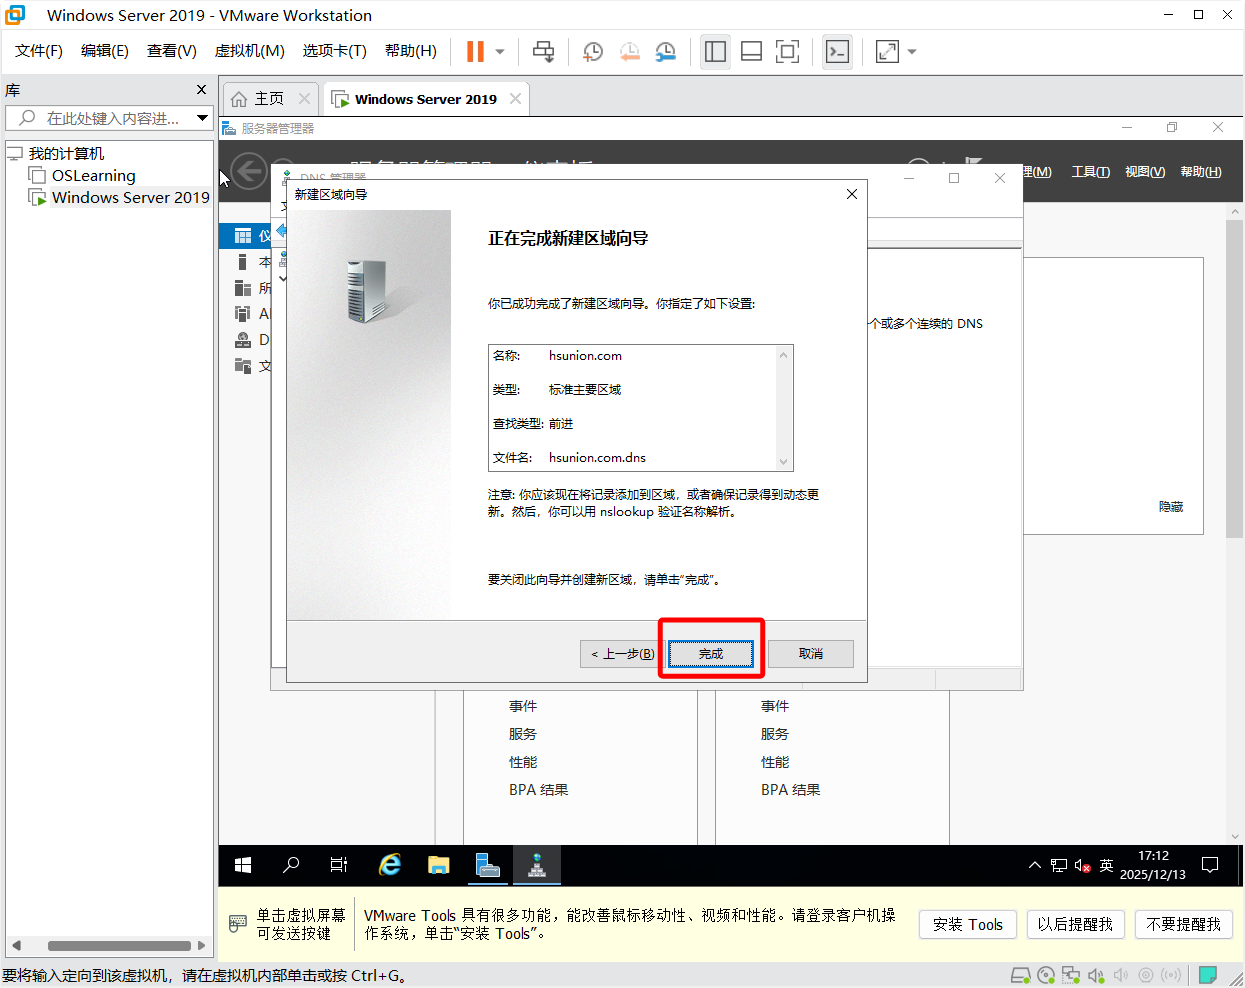 Windows Server 2019 - VMware Workstation
文件(F) 编辑(E) 查看(V) 虚拟机(M) 选项卡(T) 帮助(H)
库
在此处键入内容进...
我的计算机
OSLearning
Windows Server 2019
主页
Windows Server 2019
服务器管理器
工具(T) 视图(V) 帮助(H)
DNS 管理器
新建区域向导
正在完成新建区域向导
你已成功完成了新建区域向导。你指定了如下设置:
名称: hsunion.com
类型: 标准主要区域
查找类型: 前进
文件名: hsunion.com.dns
注意: 你应该现在将记录添加到区域，或者确保记录得到动态更
新。然后，你可以用 nslookup 验证名称解析。
要关闭此向导并创建新区域，请单击“完成”。
< 上一步(B) 完成 取消
个或多个连续的 DNS
隐藏
事件
服务
性能
BPA 结果
事件
服务
性能
BPA 结果
英
17:12
2025/12/13
单击虚拟屏幕
可发送按键
VMware Tools 具有很多功能，能改善鼠标移动性、视频和性能。请登录客户机操
作系统，单击“安装 Tools”。
安装 Tools 以后提醒我 不要提醒我
要将输入定向到该虚拟机，请在虚拟机内部单击或按 Ctrl+G。